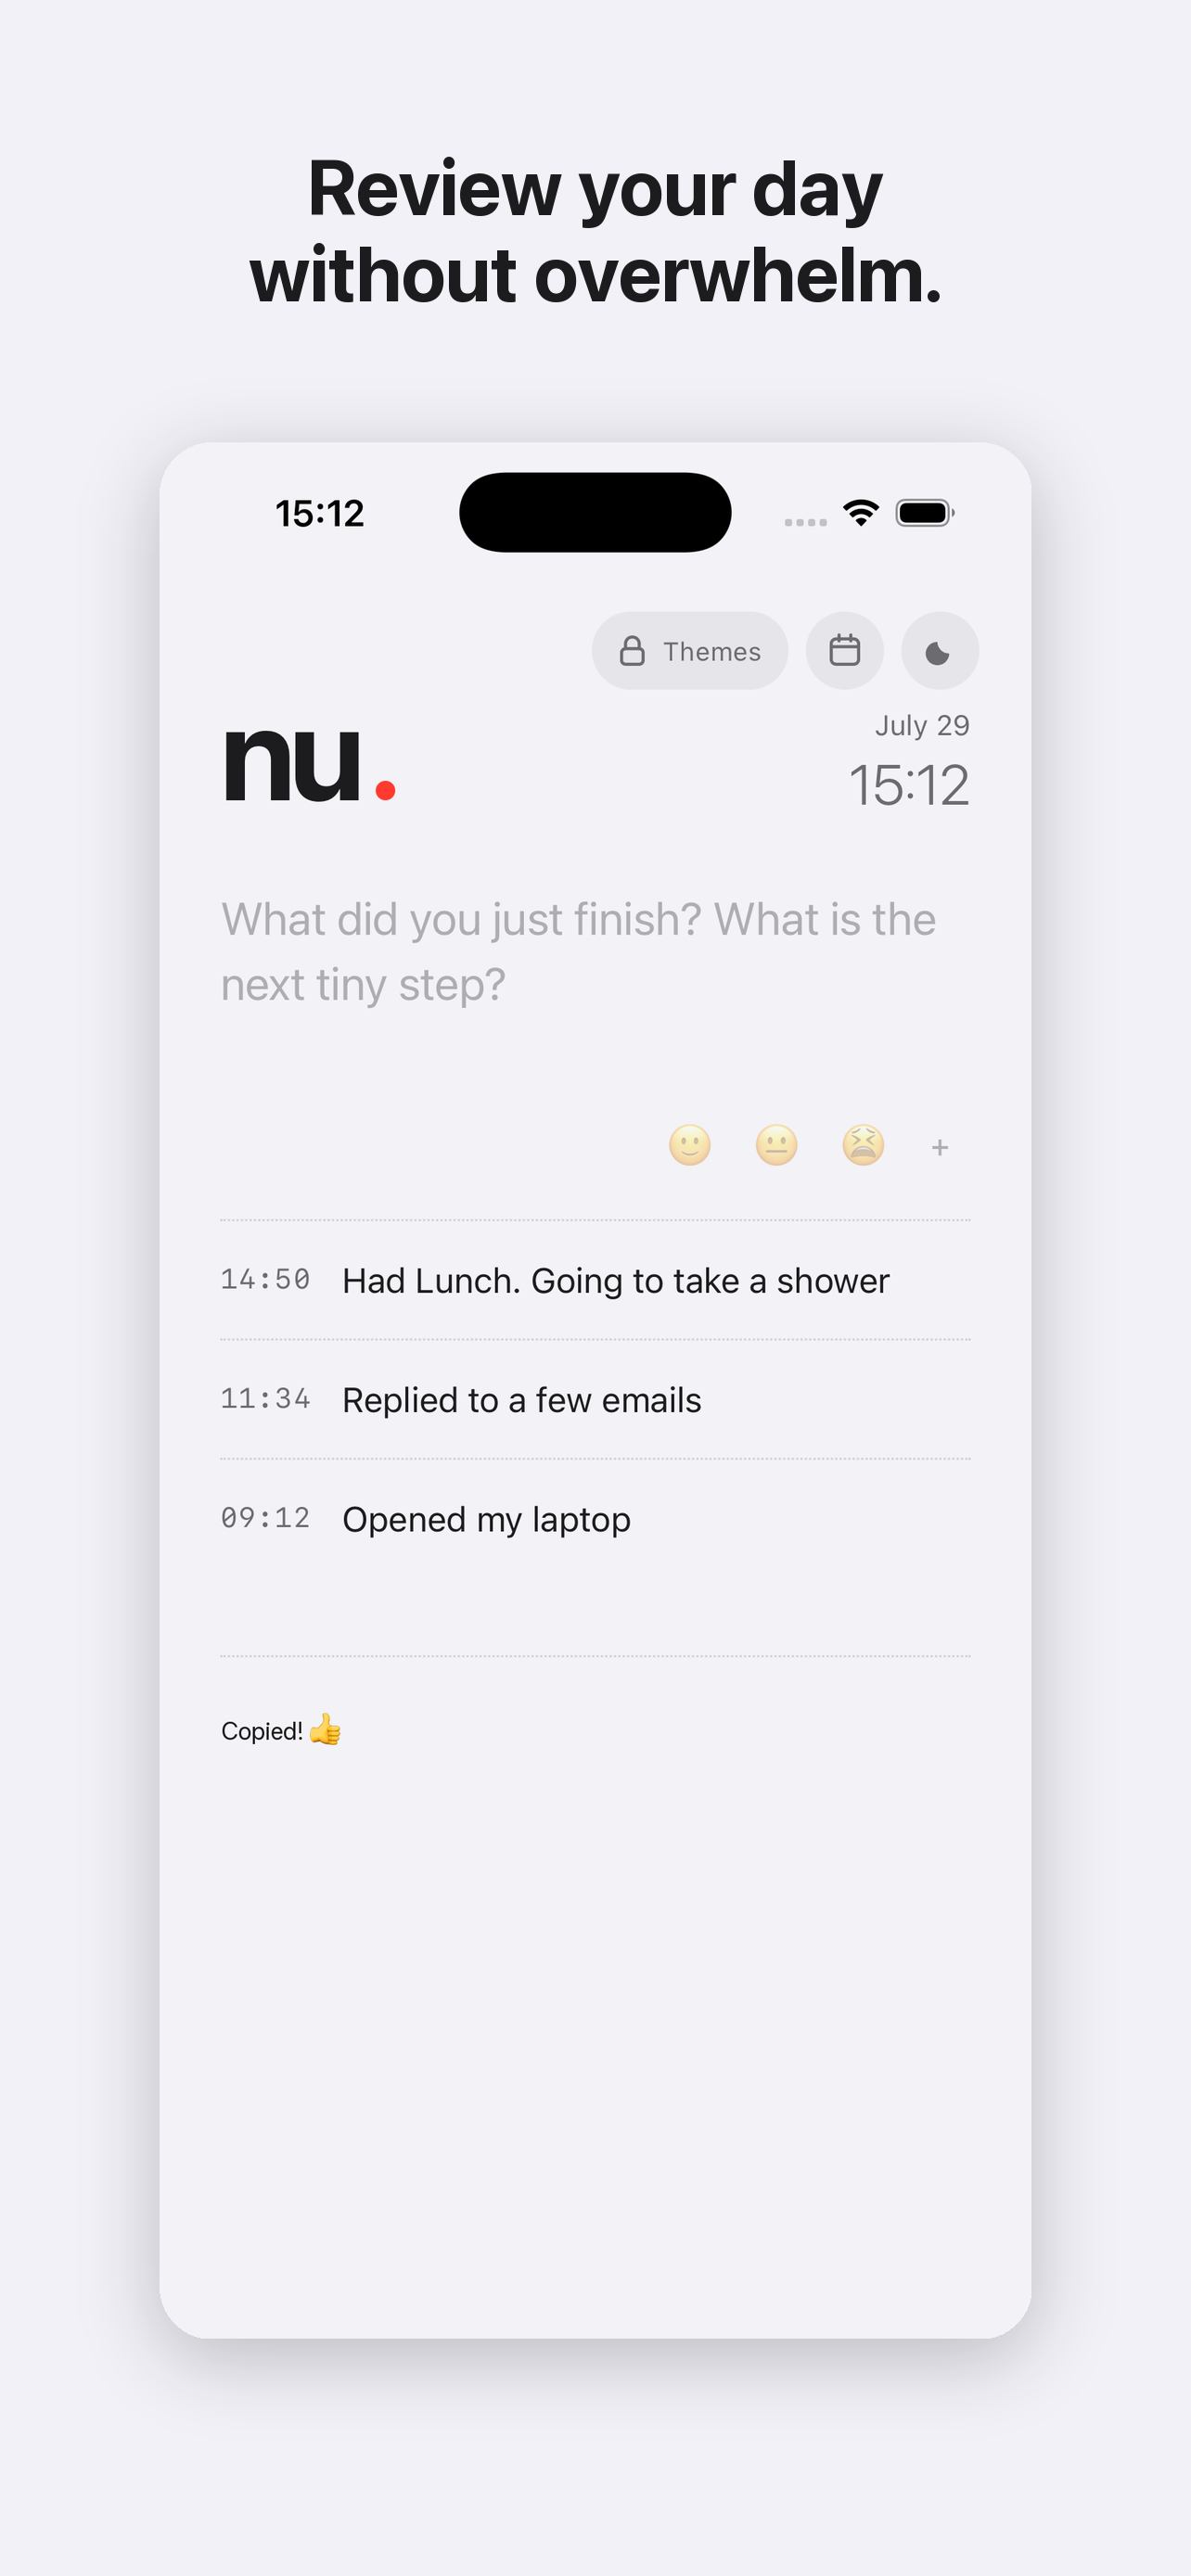 Review your day
without overwhelm.
15:12
Themes
July 29
nu.
15:12
What did you just finish? What is the
next tiny step?
+
14:50 Had Lunch. Going to take a shower
11:34 Replied to a few emails
09:12 Opened my laptop
Copied! 👍